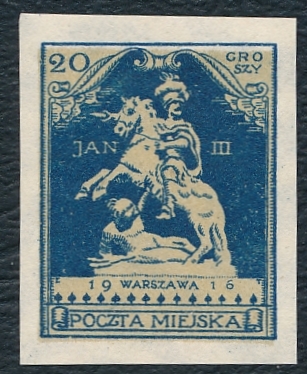 20 GRO
SZY
JAN III
19 WARSZAWA 16
POCZTA MIEJSKA